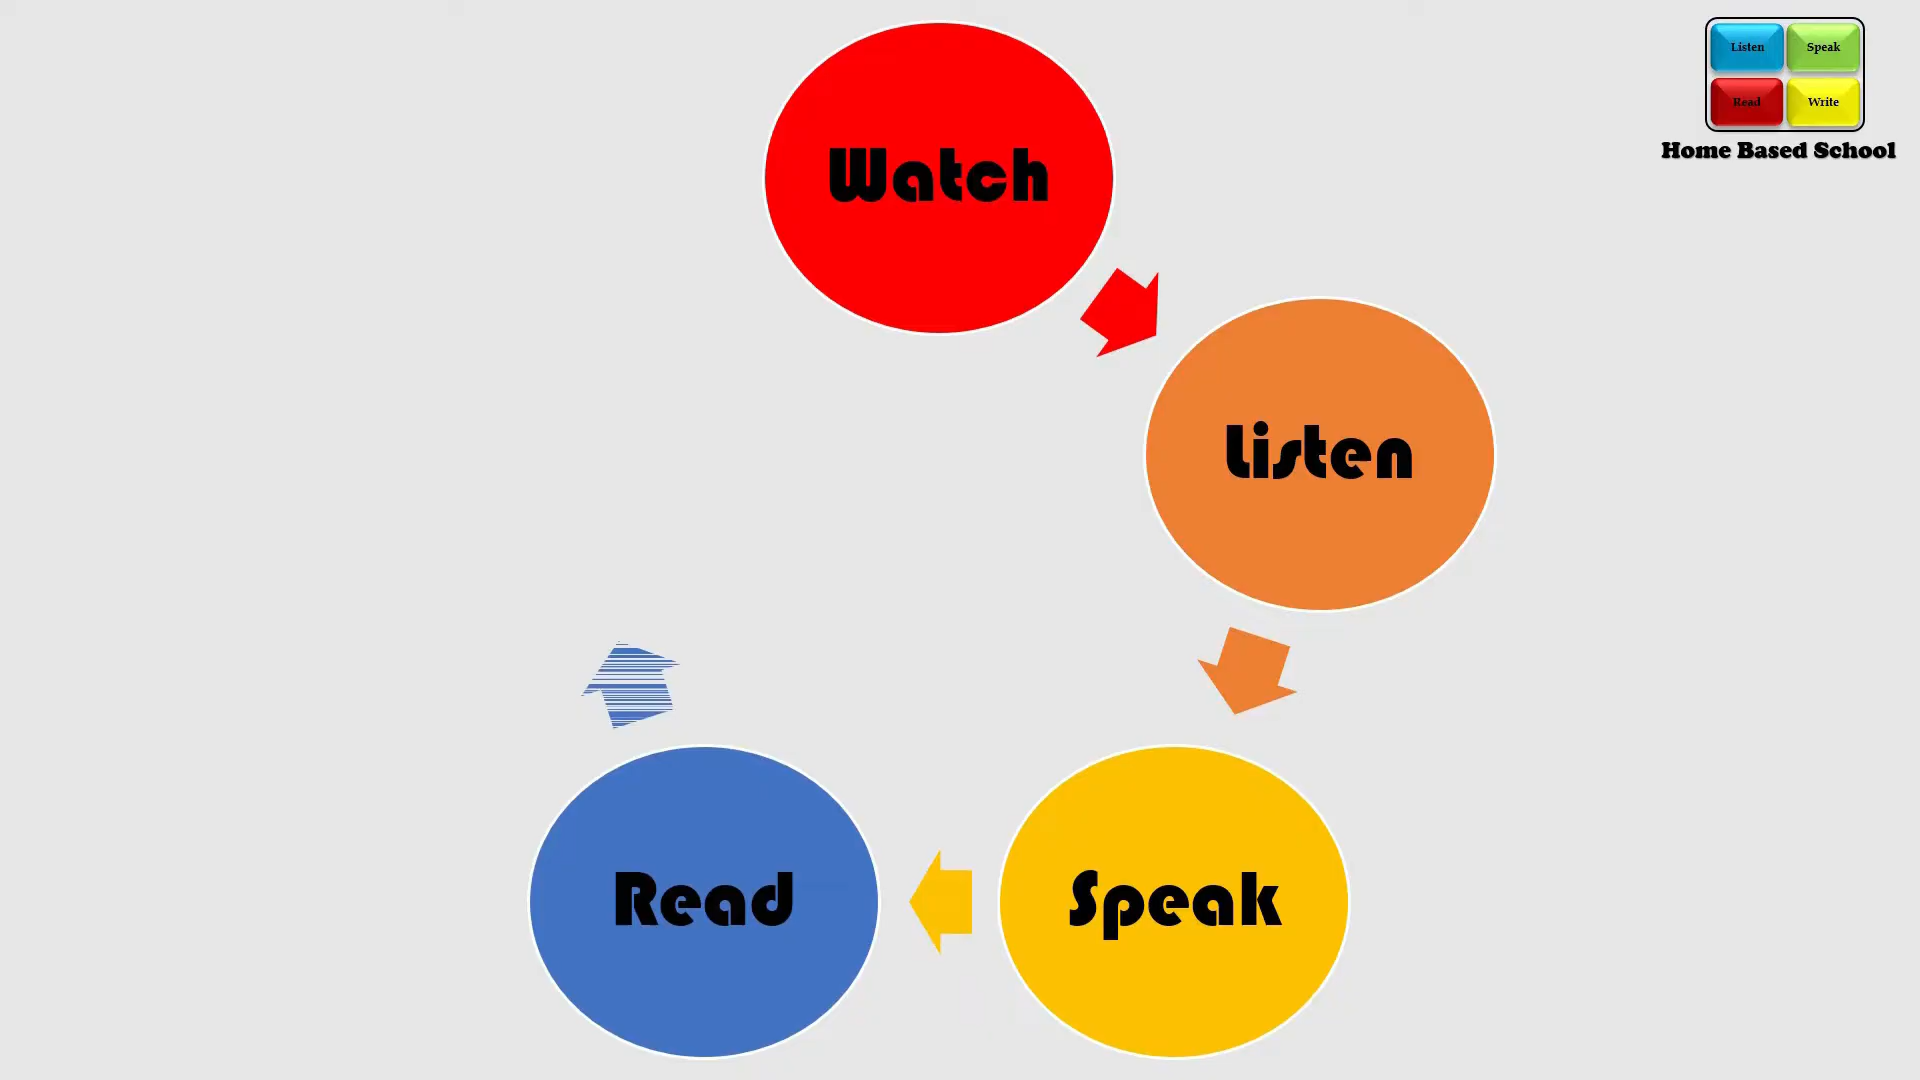 Watch
Listen
Speak
Read
Listen Speak
Read Write
Home Based School